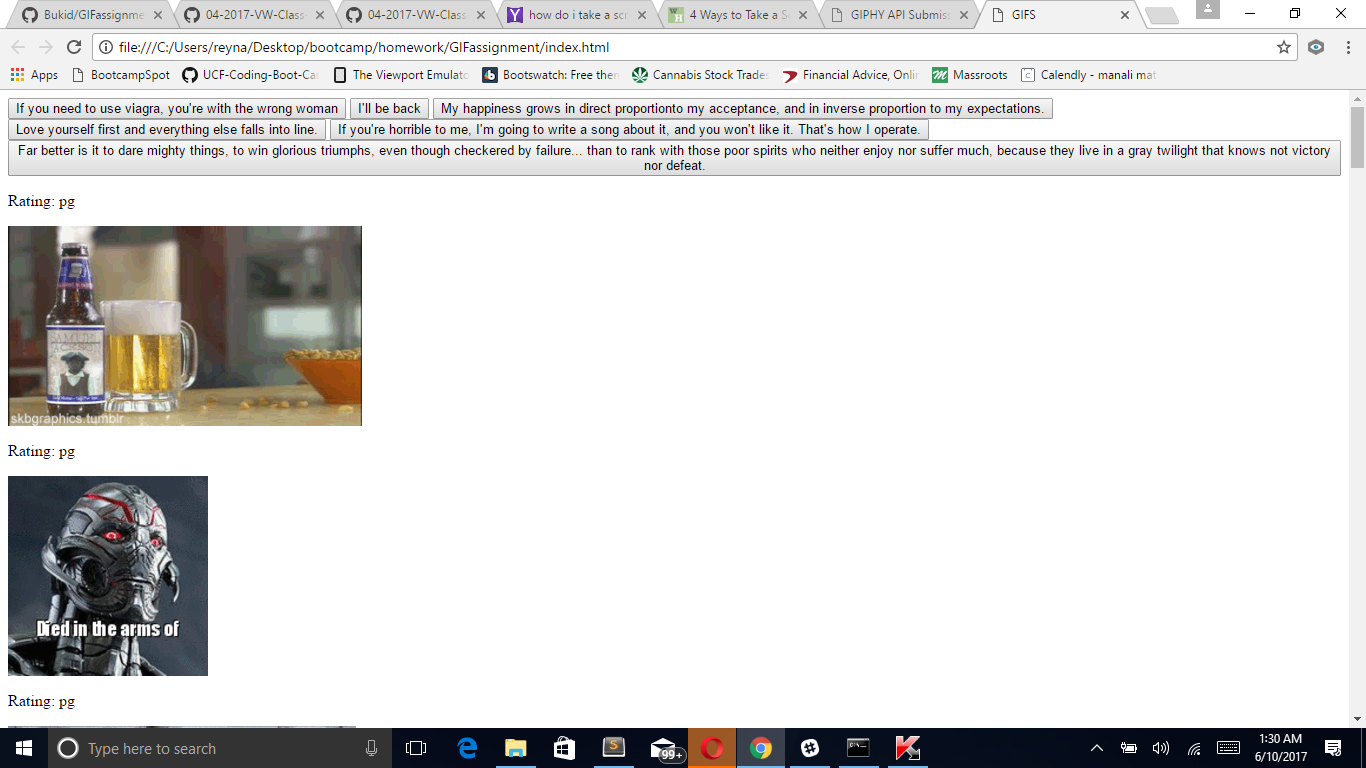 Bukid/GIFassignme
04-2017-VW-Class
04-2017-VW-Class
how do i take a scr
4 Ways to Take a S
GIPHY API Submiss
GIFS
file:///C:/Users/reyna/Desktop/bootcamp/homework/GIFassignment/index.html
Apps
BootcampSpot
UCF-Coding-Boot-Ca
The Viewport Emulato
Bootswatch: Free then
Cannabis Stock Trade
Financial Advice, Onli
Massroots
Calendly - manali mat
If you need to use viagra, you're with the wrong woman
I'll be back
My happiness grows in direct proportionto my acceptance, and in inverse proportion to my expectations.
Love yourself first and everything else falls into line.
If you're horrible to me, I'm going to write a song about it, and you won't like it. That's how I operate.
Far better is it to dare mighty things, to win glorious triumphs, even though checkered by failure... than to rank with those poor spirits who neither enjoy nor suffer much, because they live in a gray twilight that knows not victory
nor defeat.
Rating: pg
SAMUEL
JACKSON
skbgraphics.tumblr
Rating: pg
Died in the arms of
Rating: pg
Type here to search
99+
1:30 AM
6/10/2017